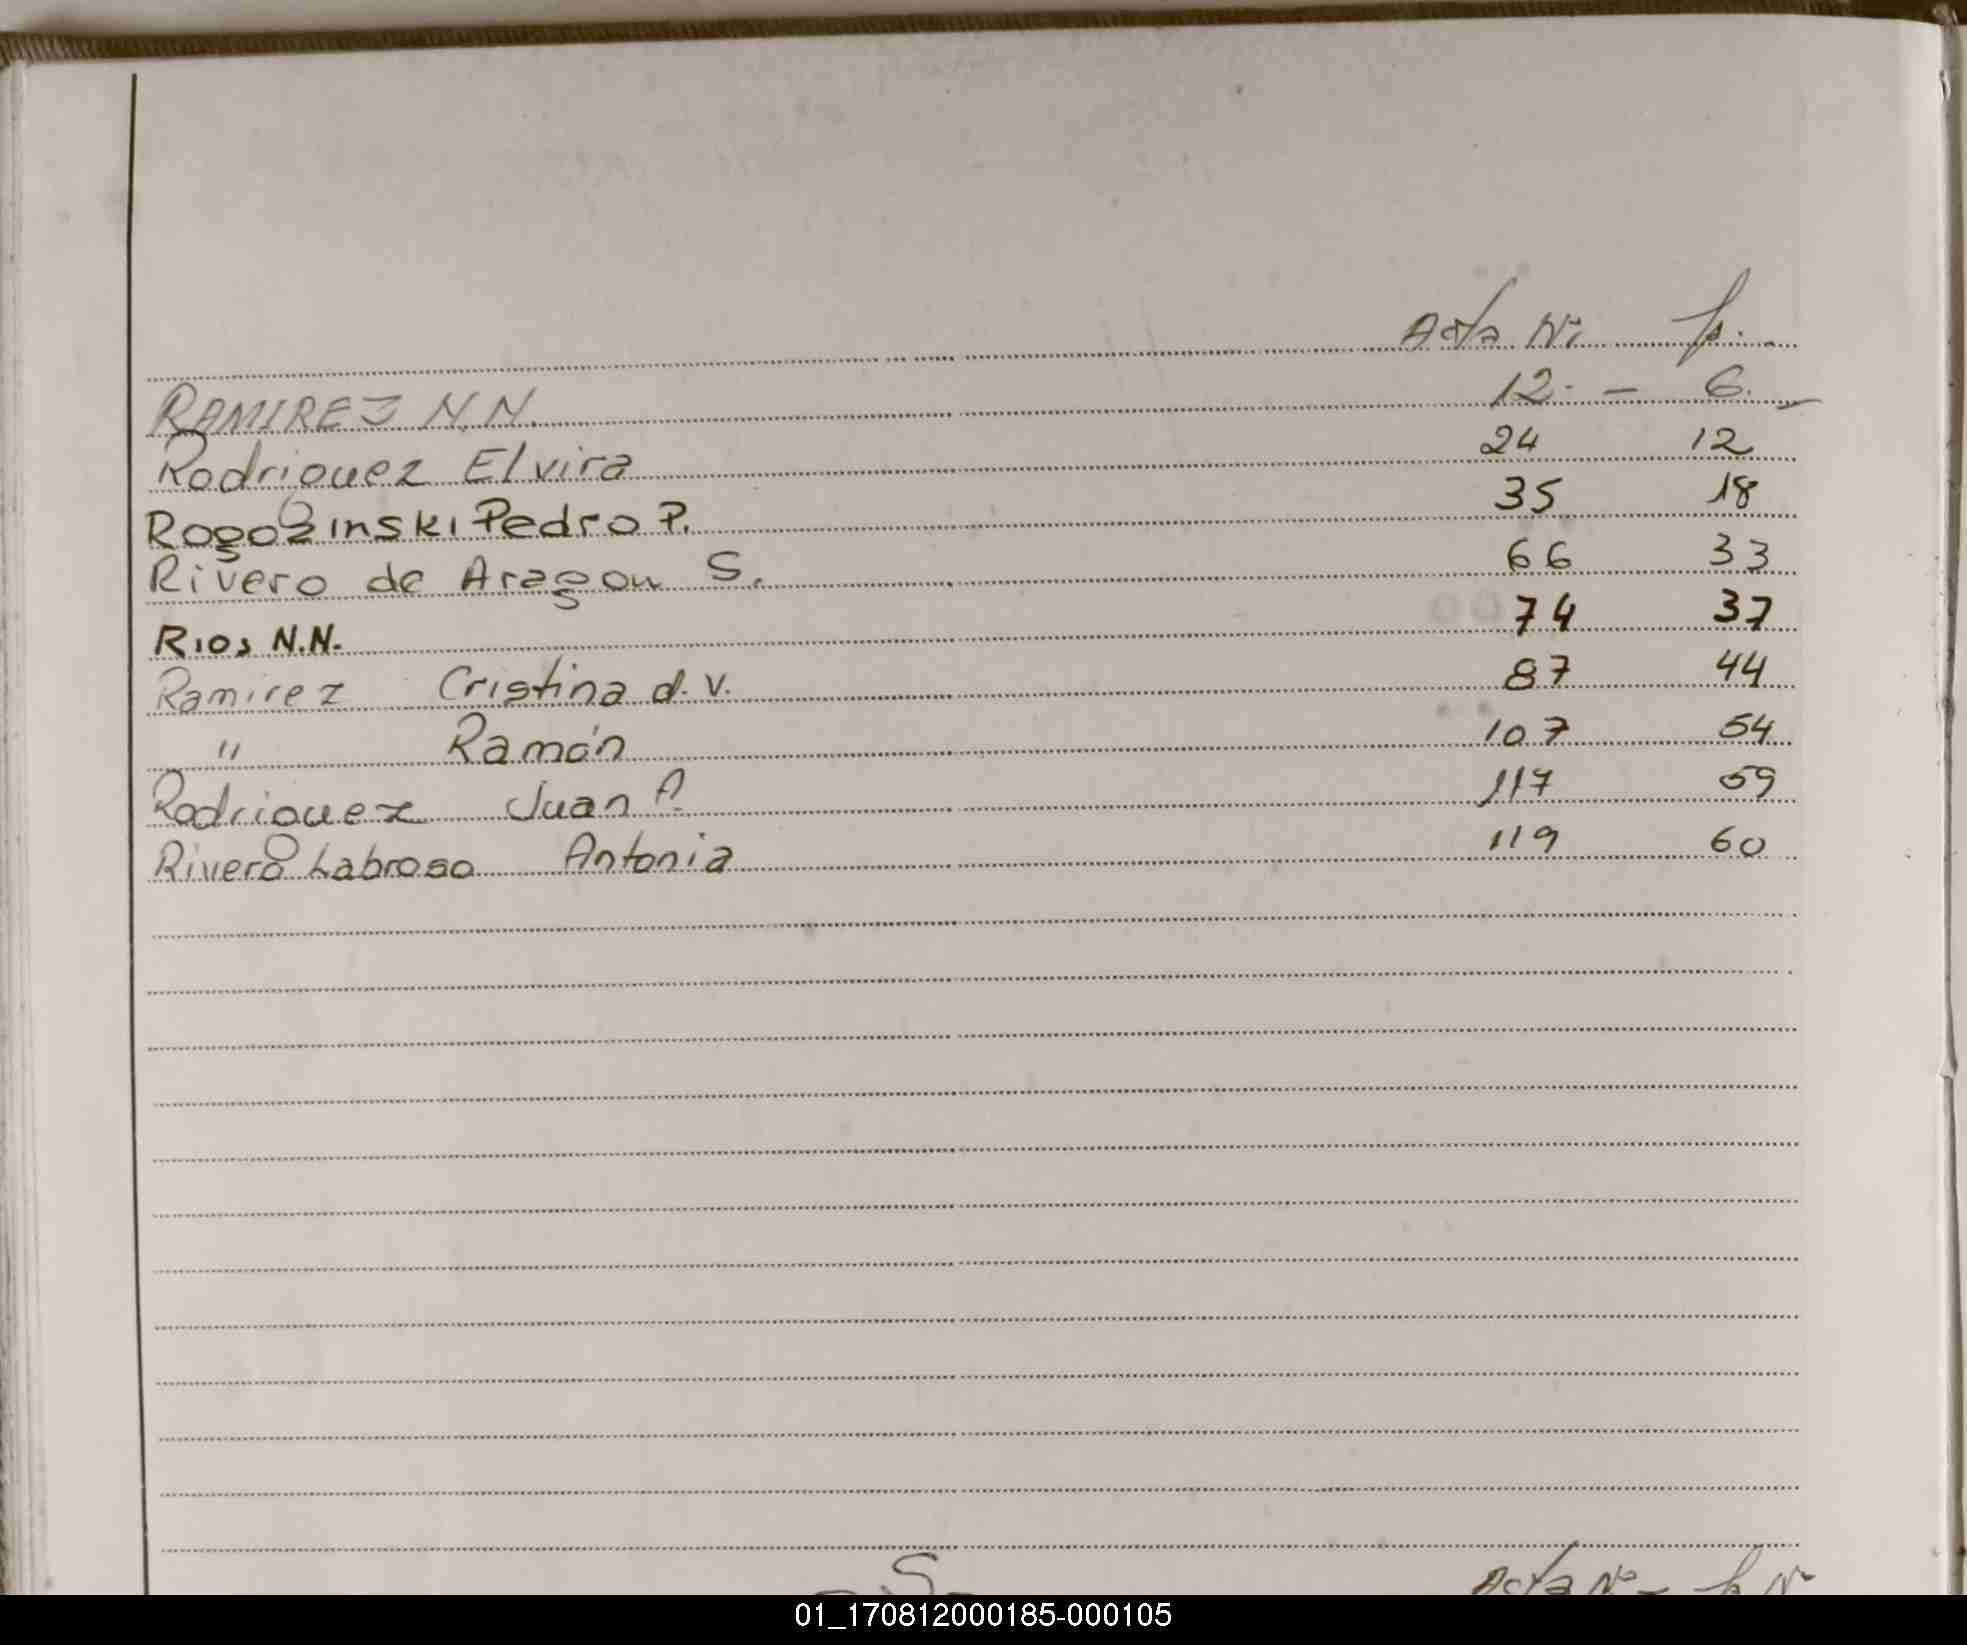 Acta Nº f.
RAMIREZ N.N. 12. - 6. -
Rodriguez Elvira 24 12
Rogozinski Pedro P. 35 18
Rivero de Aragon S. 66 33
Rios N.N. 74 37
Ramirez Cristina d. V. 87 44
" Ramón 107 54
Rodriguez Juan A. 117 59
Rivero Labroso Antonia 119 60
- S -
Acta Nº - f. Nº
01_170812000185-000105